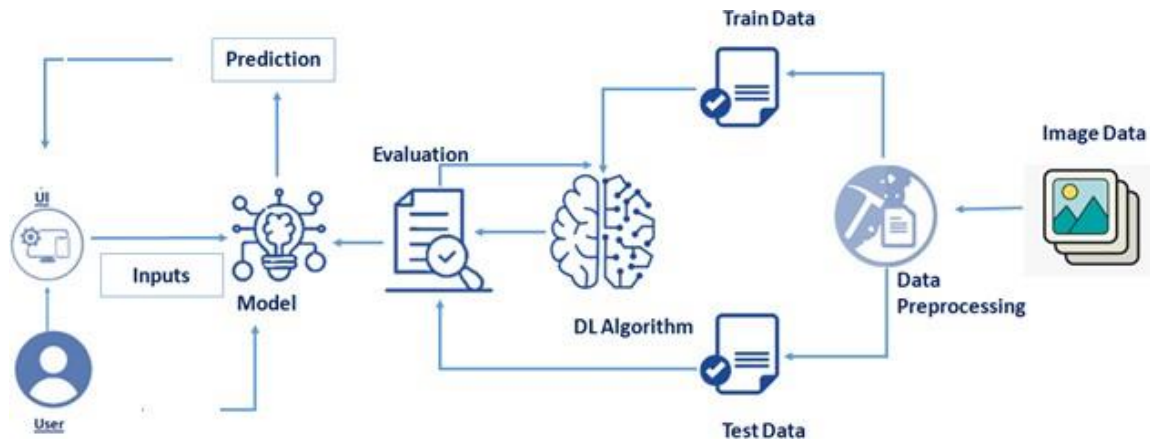 Train Data
Prediction
Image Data
Evaluation
UI
Inputs
Model
Data
Preprocessing
DL Algorithm
User
Test Data